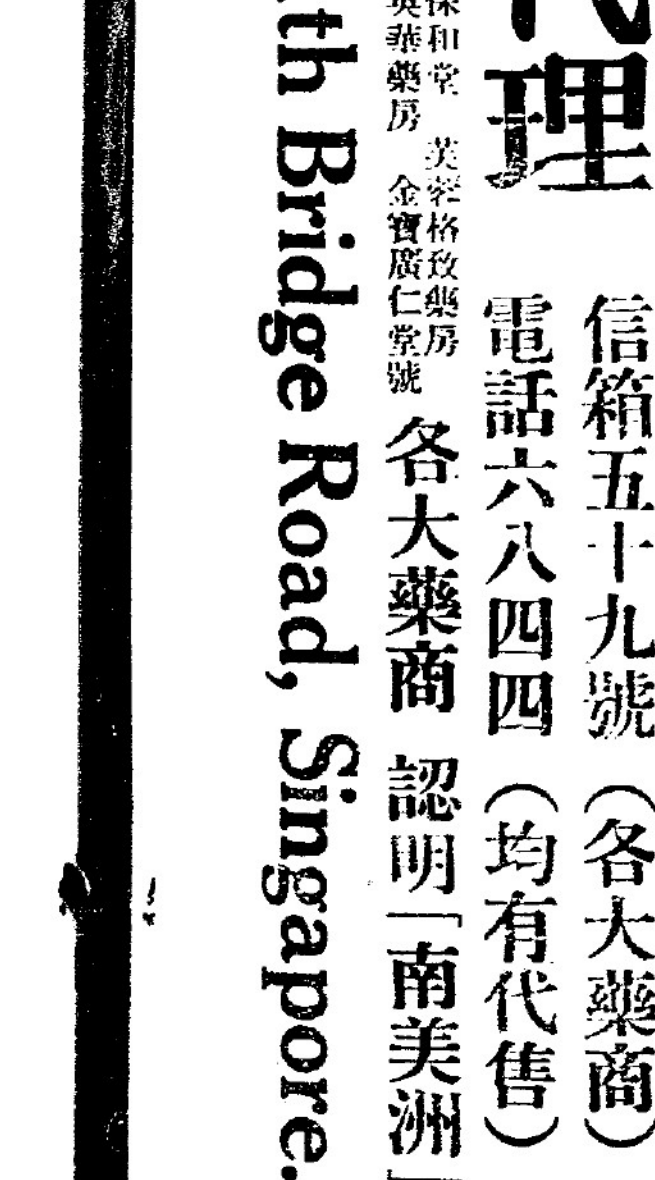 理
信箱五十九號 (各大藥商)
電話六八四四 (均有代售)
和堂 芙蓉格致藥房
英華藥房 金寶廣仁堂號
各大藥商 認明「南美洲」
th Bridge Road, Singapore.